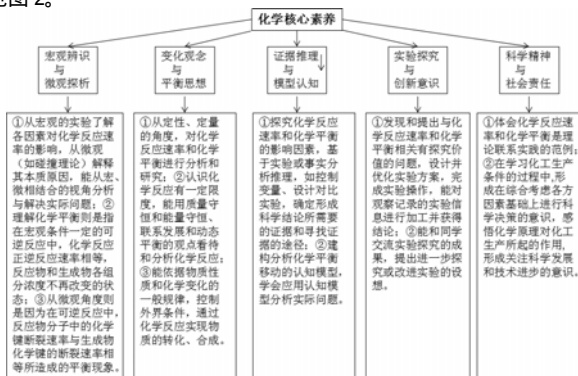 见图 2。
化学核心素养
宏观辨识
与
微观探析
变化观念
与
平衡思想
证据推理
与
模型认知
实验探究
与
创新意识
科学精神
与
社会责任
①从宏观的实验了解
各因素对化学反应速
率的影响，从微观
（如碰撞理论）解释
其本质原因，能从宏、
微相结合的视角分析
与解决实际问题；②
理解化学平衡则是指
在宏观条件一定的可
逆反应中，化学反应
正逆反应速率相等，
反应物和生成物各组
分浓度不再改变的状
态；③从微观角度则
是因为在可逆反应中，
反应物分子中的化学
键断裂速率与生成物
化学键的断裂速率相
等所造成的平衡现象。
①从定性、定量
的角度，对化学
反应速率和化学
平衡进行分析和
研究；②认识化
学反应有一定限
度，能用质量守
恒和能量守恒、
联系发展和动态
平衡的观点看待
和分析化学平衡；
③能依据物质性
质和化学变化的
一般规律，控制
外界条件，通过
化学反应实现物
质的转化、合成。
①探究化学反应
速率和化学平衡
的影响因素，基
于实验或事实分
析推理，如控制
变量、设计对比
实验，确定形成
科学结论所需要
的证据和寻找证
据的途径；②建
构分析化学平衡
移动的认知模型，
学会应用认知模
型分析实际问题。
①发现和提出与化
学反应速率和化学
平衡相关有探究价
值的问题，设计并
优化实验方案，完
成实验操作，能对
观察记录的实验信
息进行加工并获得
结论；②能和同学
交流实验探究的成
果，提出进一步探
究或改进实验的设
想。
①体会化学反应速
率和化学平衡是理
论联系实践的范例；
②在学习化工生产
条件的过程中，形
成在综合考虑各方
因素基础上进行科
学决策的意识，感
悟化学原理对化工
生产所起的作用，
形成关注科学发展
和技术进步的意识。